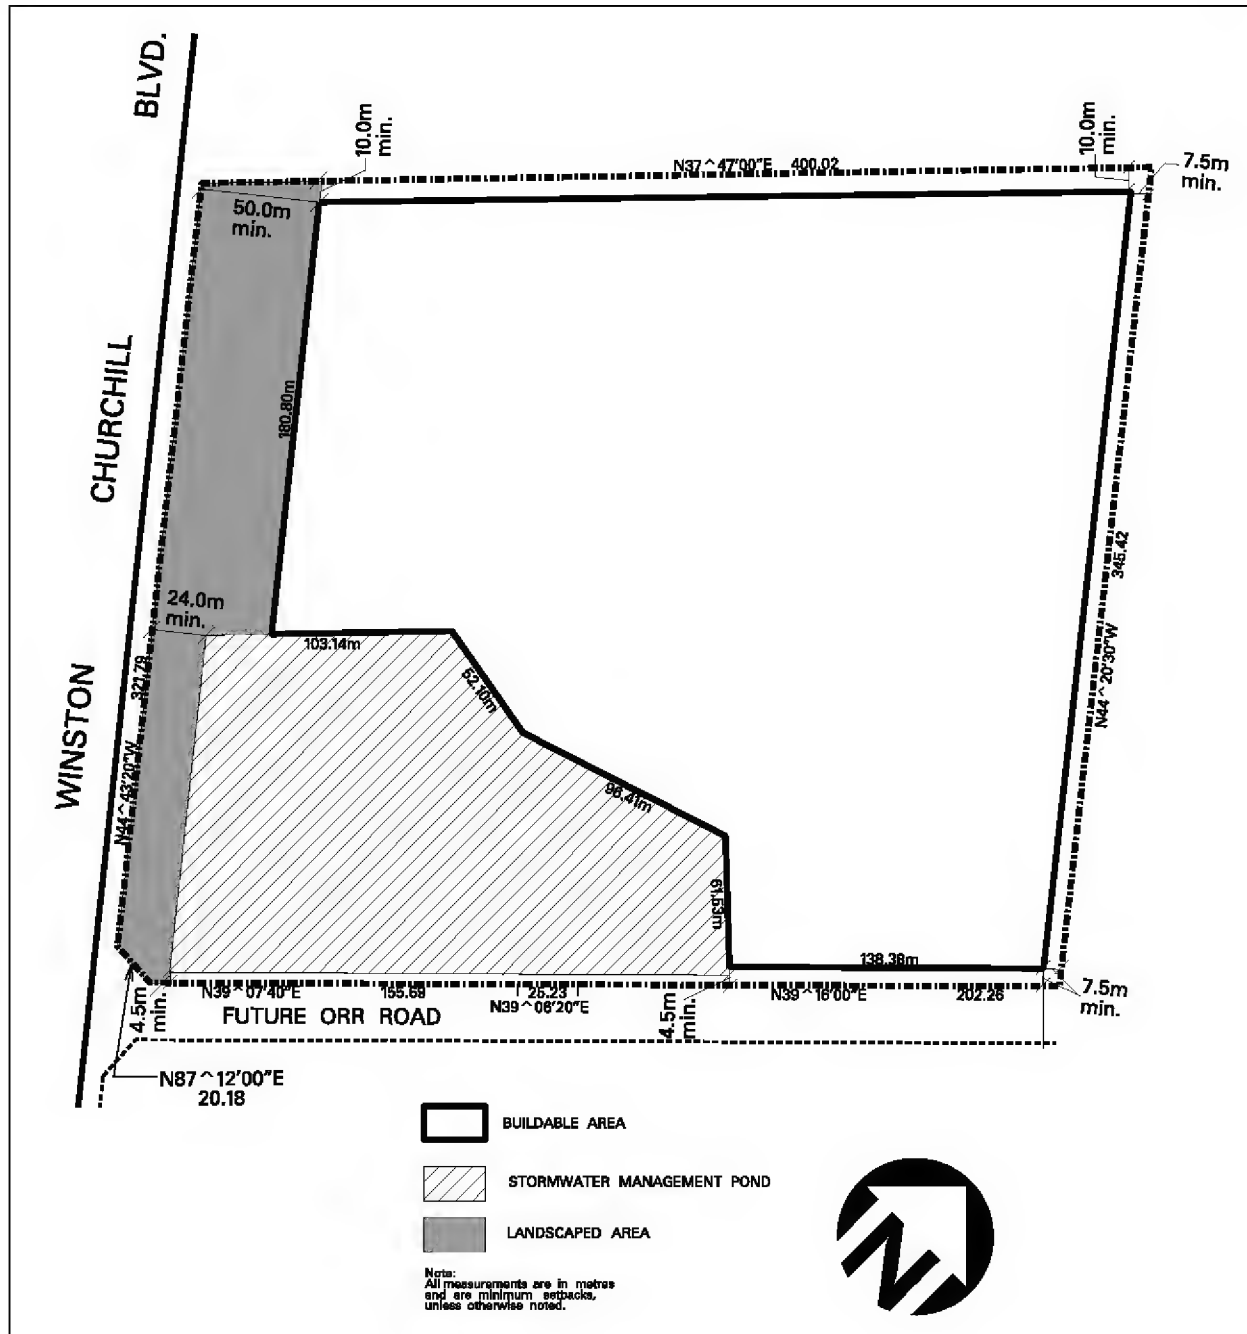 WINSTON CHURCHILL BLVD.
10.0m
min.
N37^47'00"E 400.02
10.0m
min.
7.5m
min.
50.0m
min.
180.80m
24.0m
min.
103.14m
52.10m
96.41m
61.53m
138.38m
345.42
N44^20'30"W
321.79
N44^43'20"W
4.5m
min.
N39^07'40"E 155.69
25.23
N39^06'20"E
4.5m
min.
N39^16'00"E 202.26
7.5m
min.
FUTURE ORR ROAD
N87^12'00"E
20.18
BUILDABLE AREA
STORMWATER MANAGEMENT POND
LANDSCAPED AREA
Note:
All measurements are in metres
and are minimum setbacks,
unless otherwise noted.
N